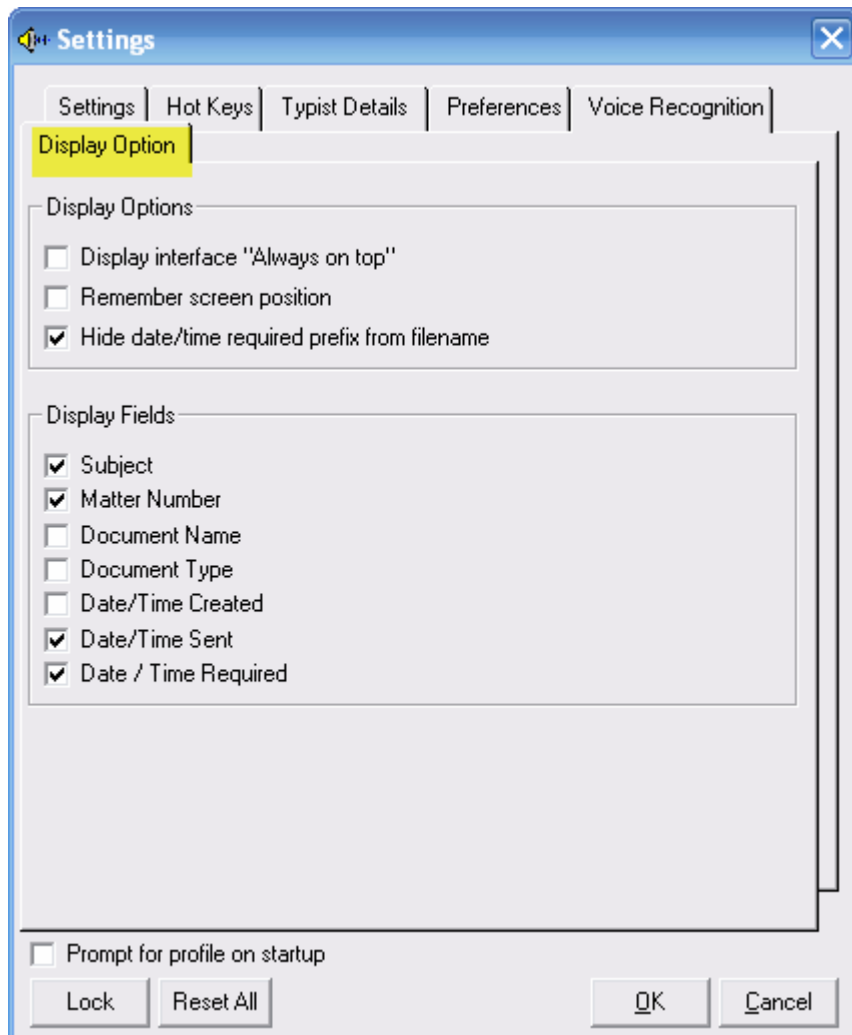 Settings
Settings Hot Keys Typist Details Preferences Voice Recognition
Display Option
Display Options
Display interface "Always on top"
Remember screen position
Hide date/time required prefix from filename
Display Fields
Subject
Matter Number
Document Name
Document Type
Date/Time Created
Date/Time Sent
Date / Time Required
Prompt for profile on startup
Lock Reset All OK Cancel